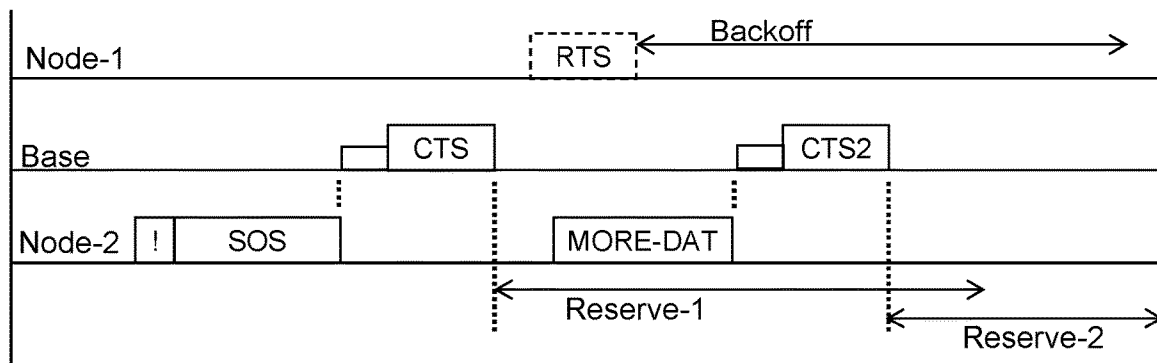 Backoff
Node-1 RTS
Base CTS CTS2
Node-2 ! SOS MORE-DAT
Reserve-1
Reserve-2